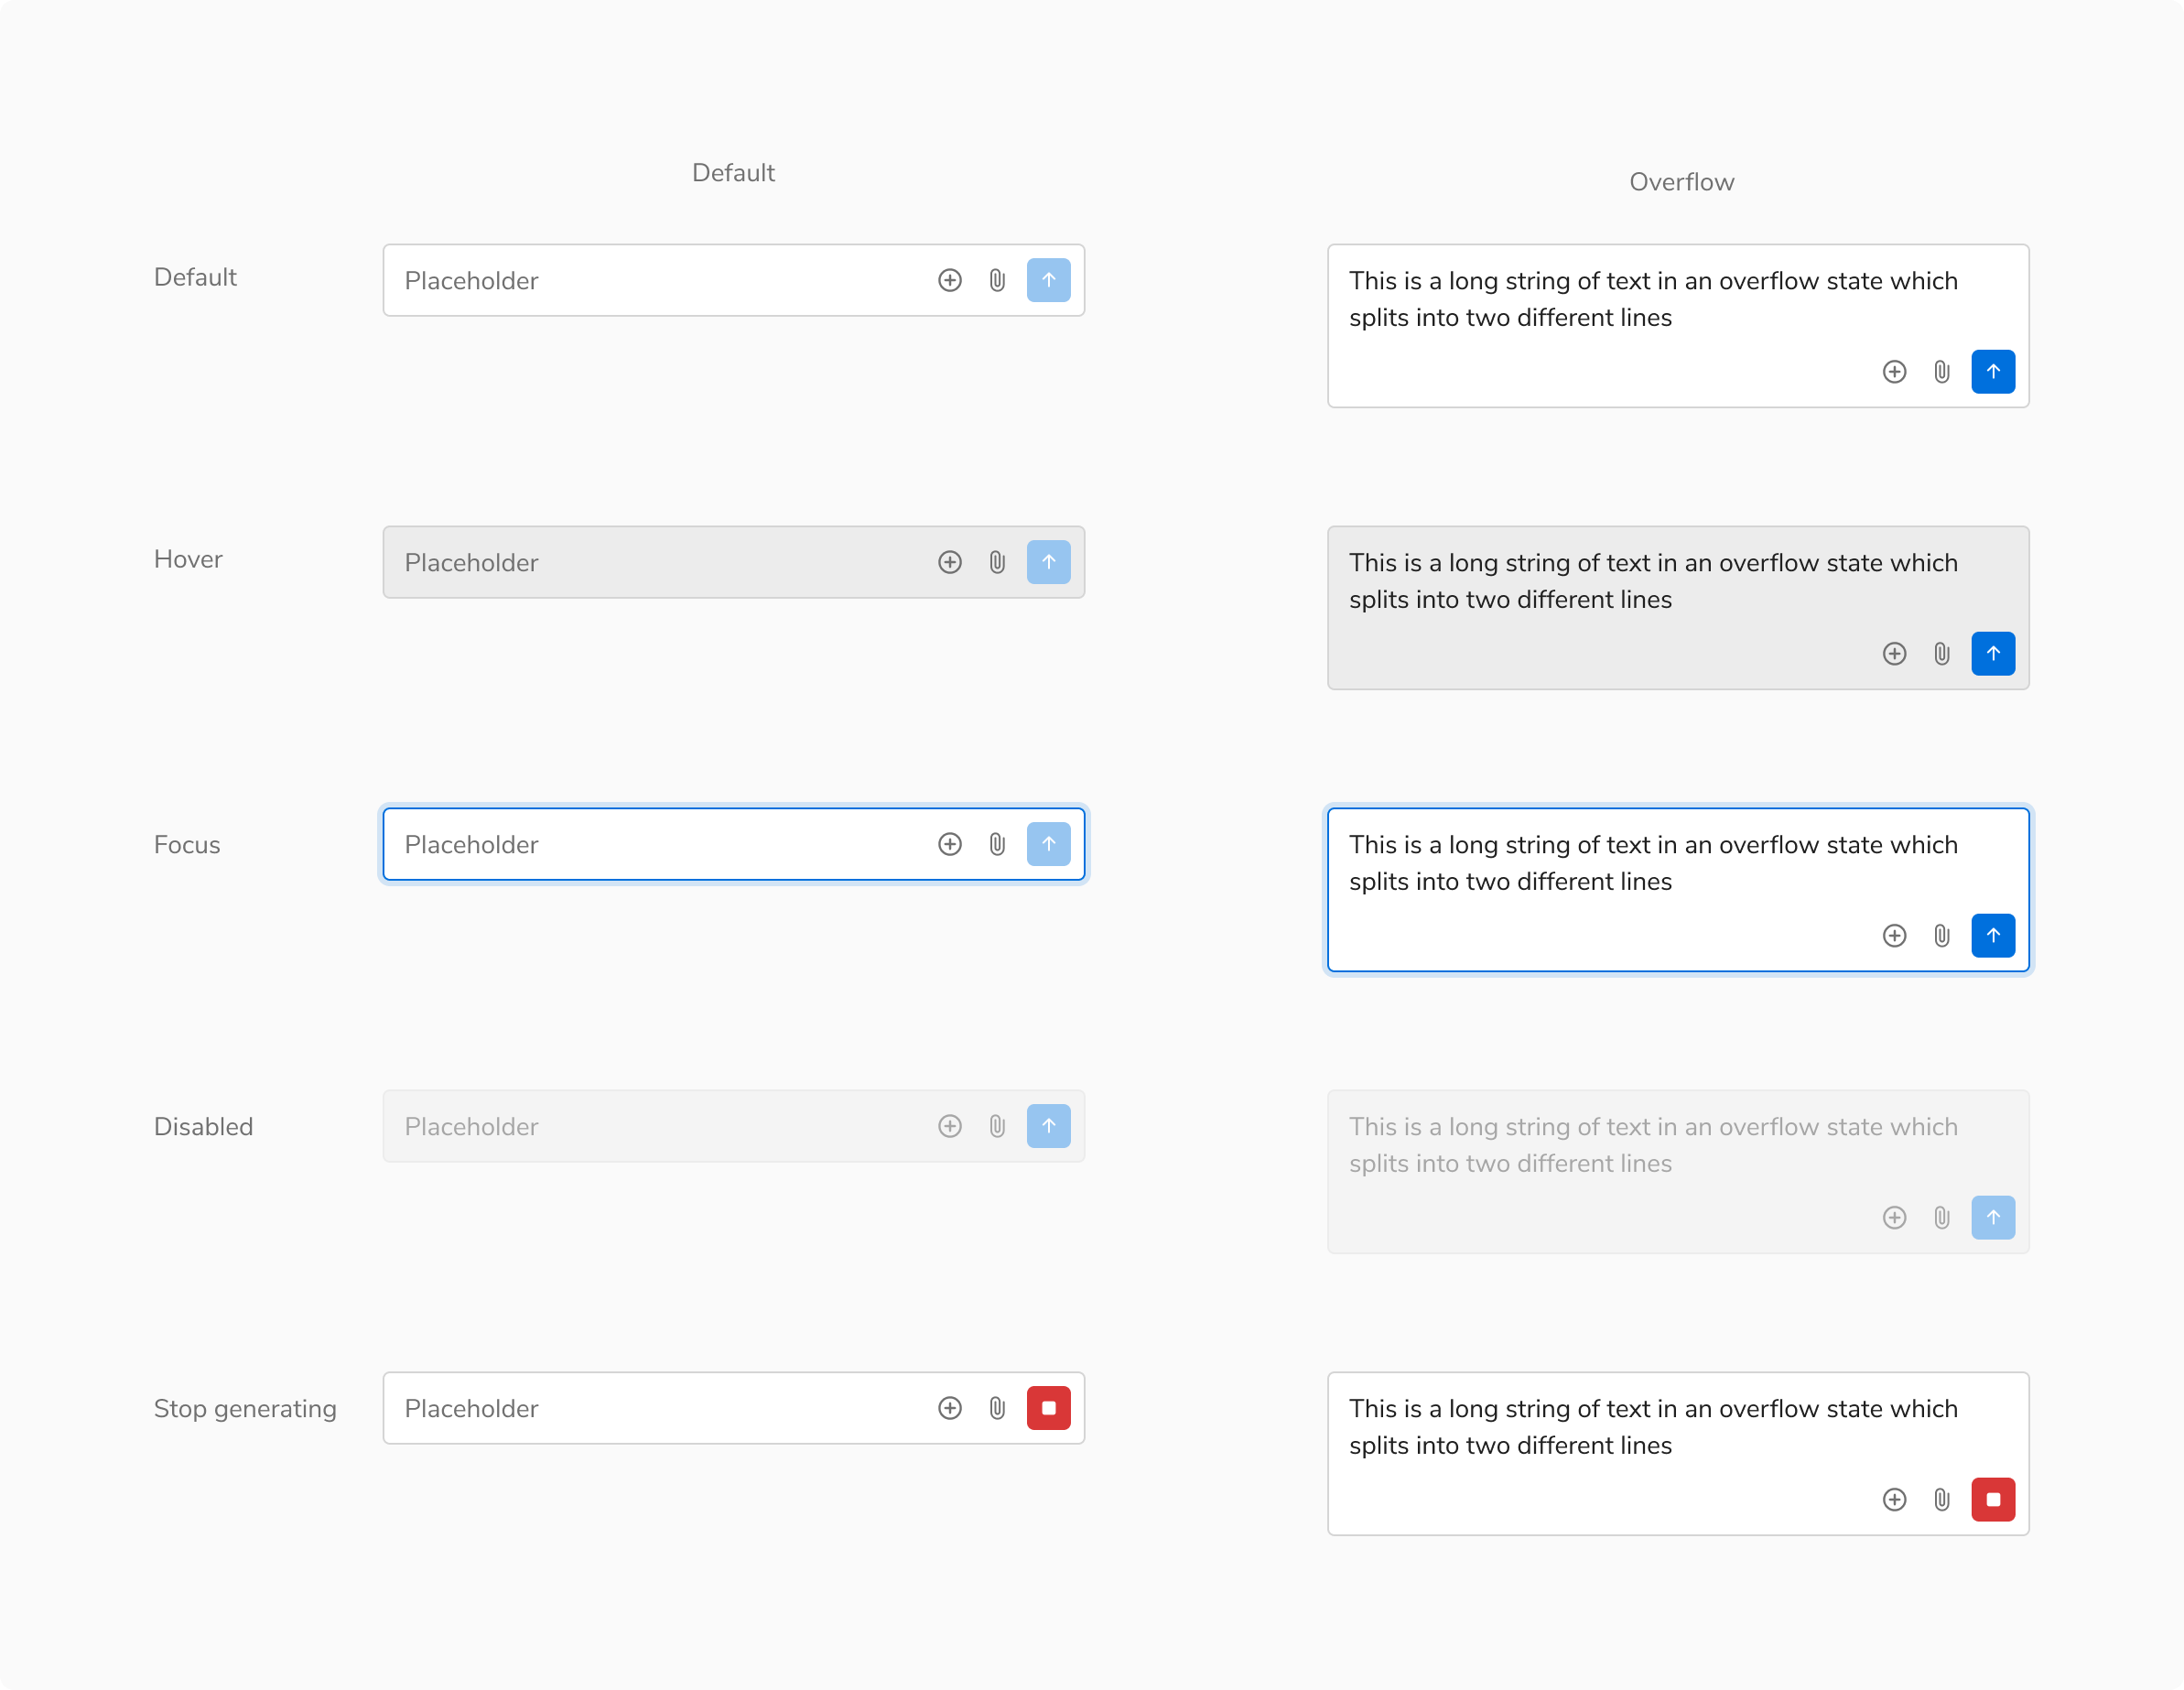 Default
Overflow
Default
Placeholder
This is a long string of text in an overflow state which
splits into two different lines
Hover
Placeholder
This is a long string of text in an overflow state which
splits into two different lines
Focus
Placeholder
This is a long string of text in an overflow state which
splits into two different lines
Disabled
Placeholder
This is a long string of text in an overflow state which
splits into two different lines
Stop generating
Placeholder
This is a long string of text in an overflow state which
splits into two different lines